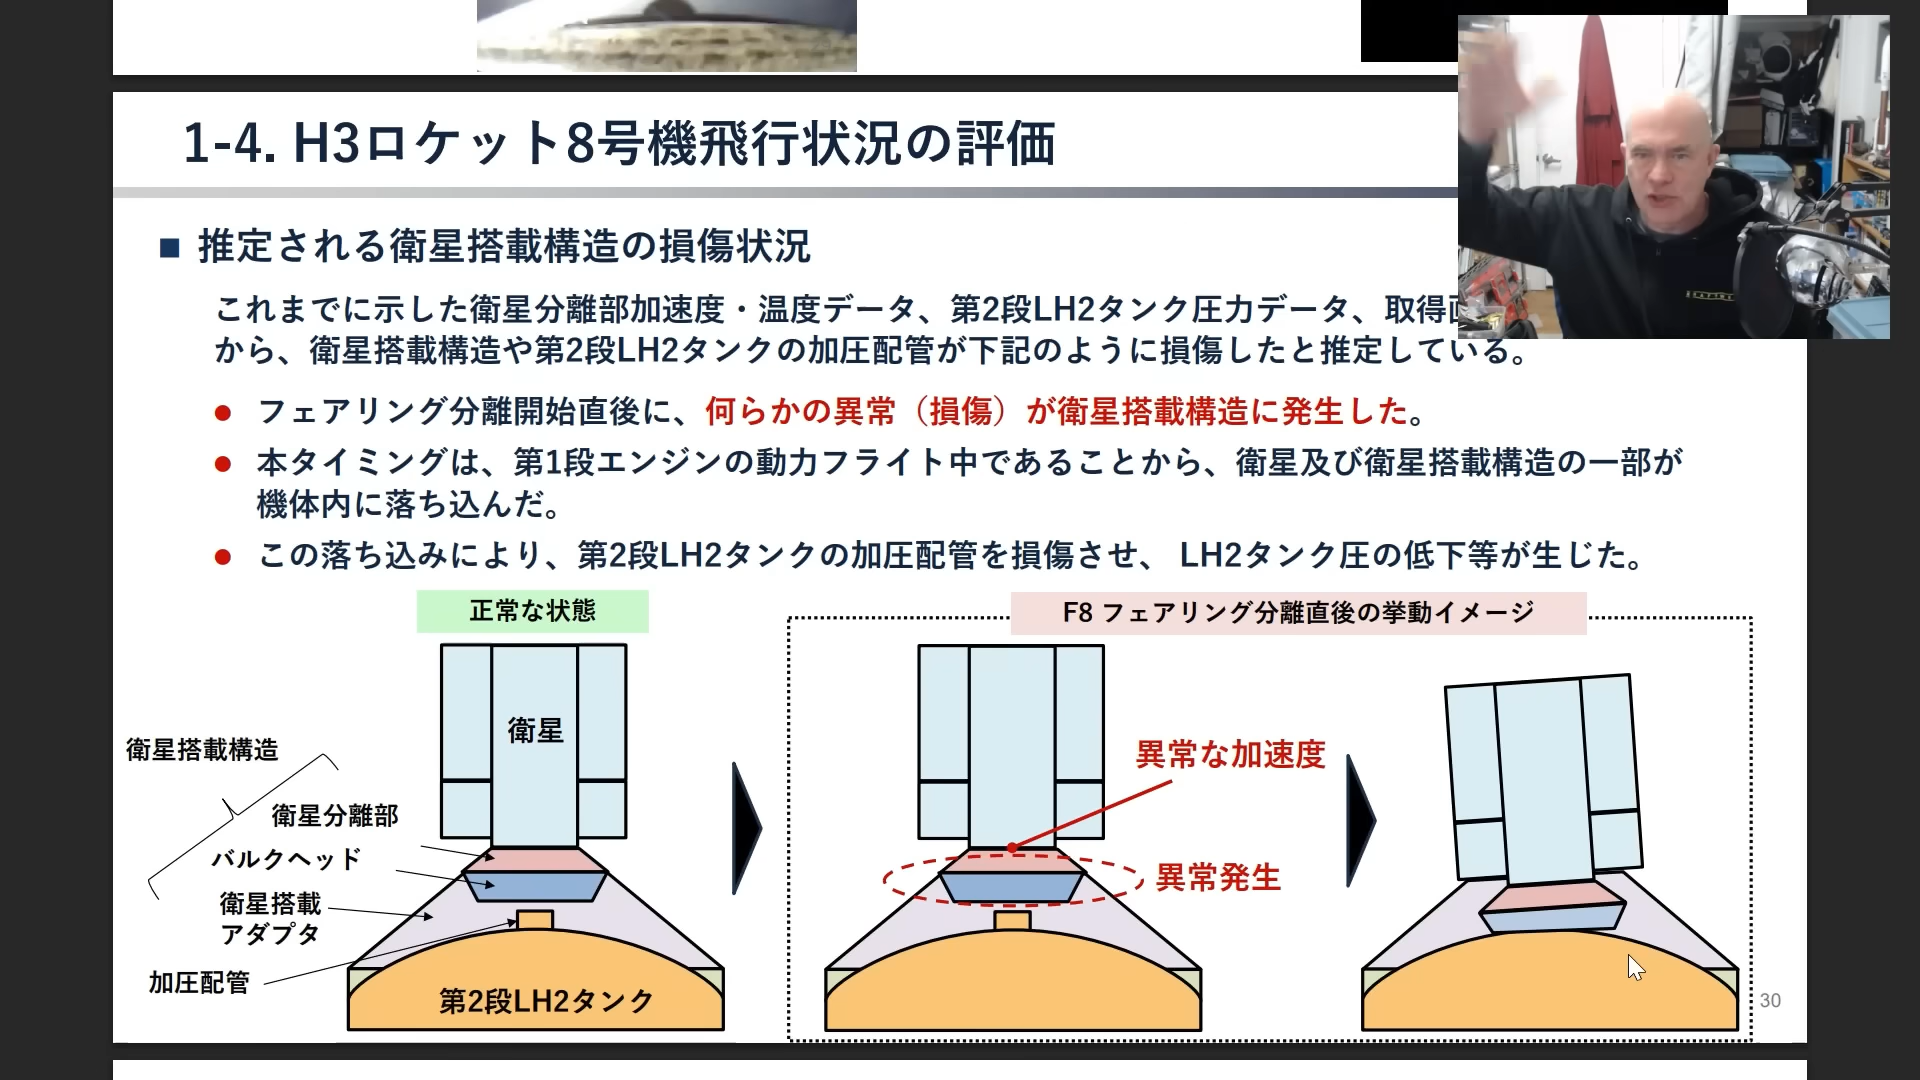 1-4. H3ロケット8号機飛行状況の評価
■ 推定される衛星搭載構造の損傷状況
これまでに示した衛星分離部加速度・温度データ、第2段LH2タンク圧力データ、取得
から、衛星搭載構造や第2段LH2タンクの加圧配管が下記のように損傷したと推定している。
● フェアリング分離開始直後に、何らかの異常（損傷）が衛星搭載構造に発生した。
● 本タイミングは、第1段エンジンの動力フライト中であることから、衛星及び衛星搭載構造の一部が
機体内に落ち込んだ。
● この落ち込みにより、第2段LH2タンクの加圧配管を損傷させ、 LH2タンク圧の低下等が生じた。
正常な状態
F8 フェアリング分離直後の挙動イメージ
衛星
衛星搭載構造
衛星分離部
バルクヘッド
衛星搭載
アダプタ
加圧配管
第2段LH2タンク
異常な加速度
異常発生
30